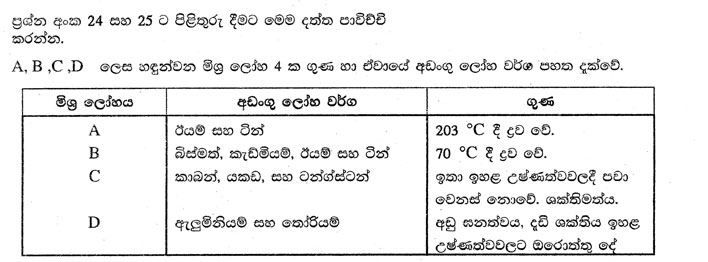 ප්‍රශ්න අංක 24 සහ 25 ට පිළිතුරු දීමට මෙම දත්ත පාවිච්චි
කරන්න.
A, B ,C ,D ලෙස හඳුන්වන මිශ්‍ර ලෝහ 4 ක ගුණ හා ඒවායේ අඩංගු ලෝහ වර්ග පහත දැක්වේ.
මිශ්‍ර ලෝහය අඩංගු ලෝහ වර්ග ගුණ
A ඊයම් සහ ටින් 203 °C දී ද්‍රව වේ.
B බිස්මත්, කැඩ්මියම්, ඊයම් සහ ටින් 70 °C දී ද්‍රව වේ.
C කාබන්, යකඩ, සහ ටන්ග්ස්ටන් ඉතා ඉහළ උෂ්ණත්වවලදී පවා
වෙනස් නොවේ. ශක්තිමත්ය.
D ඇලුමිනියම් සහ තෝරියම් අඩු ඝනත්වය, දැඩි ශක්තිය ඉහළ
උෂ්ණත්වවලට ඔරොත්තු දේ